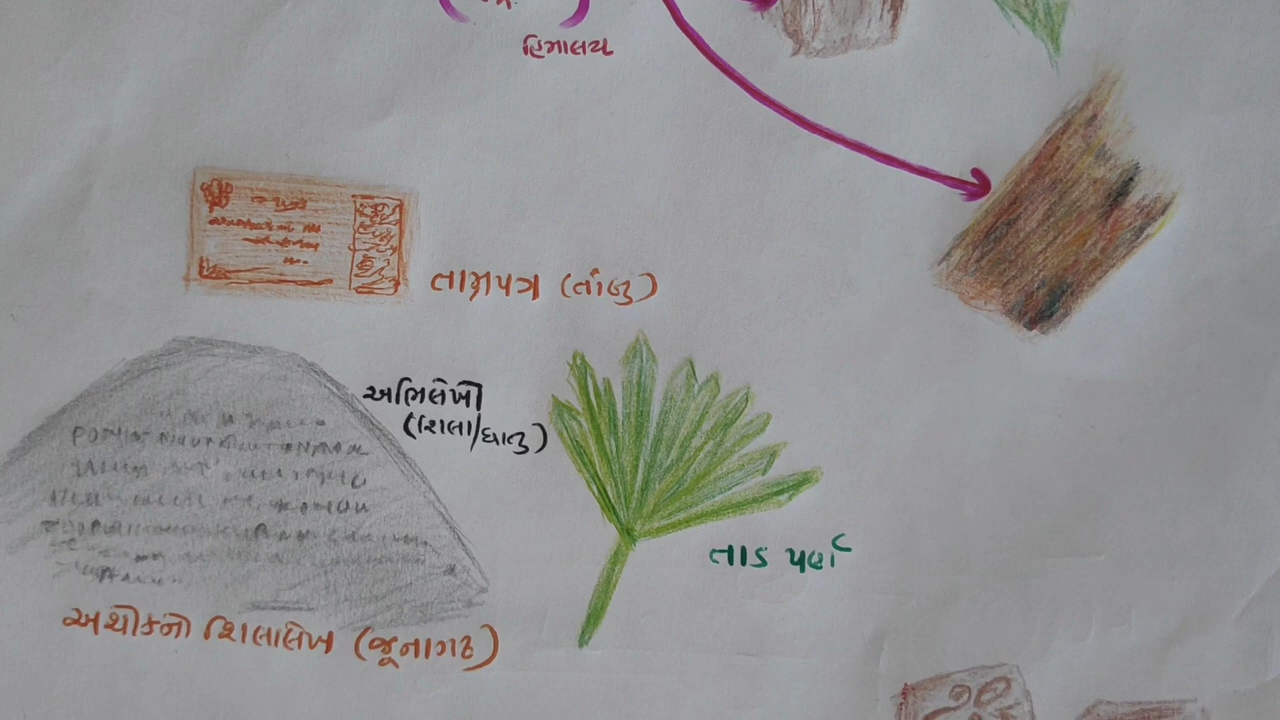 હિમાલય
તામ્રપત્ર (તાંબુ)
અભિલેખો
(શિલા/ધાતુ)
તાડ પર્ણ
અશોકનો શિલાલેખ (જૂનાગઢ)